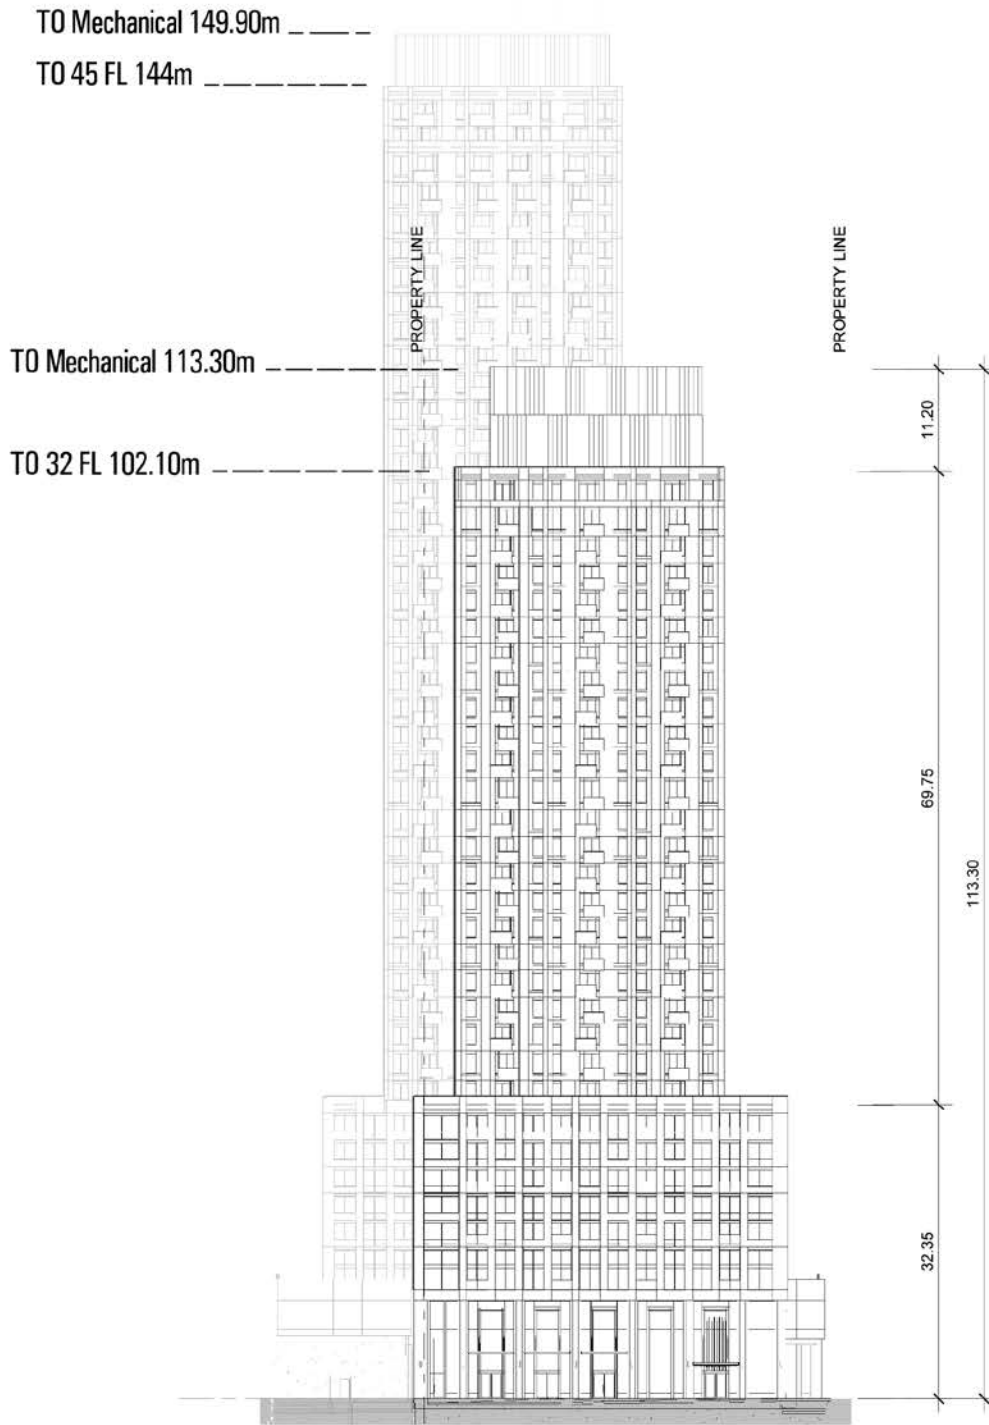 TO Mechanical 149.90m
TO 45 FL 144m
PROPERTY LINE
PROPERTY LINE
TO Mechanical 113.30m
11.20
TO 32 FL 102.10m
69.75
113.30
32.35